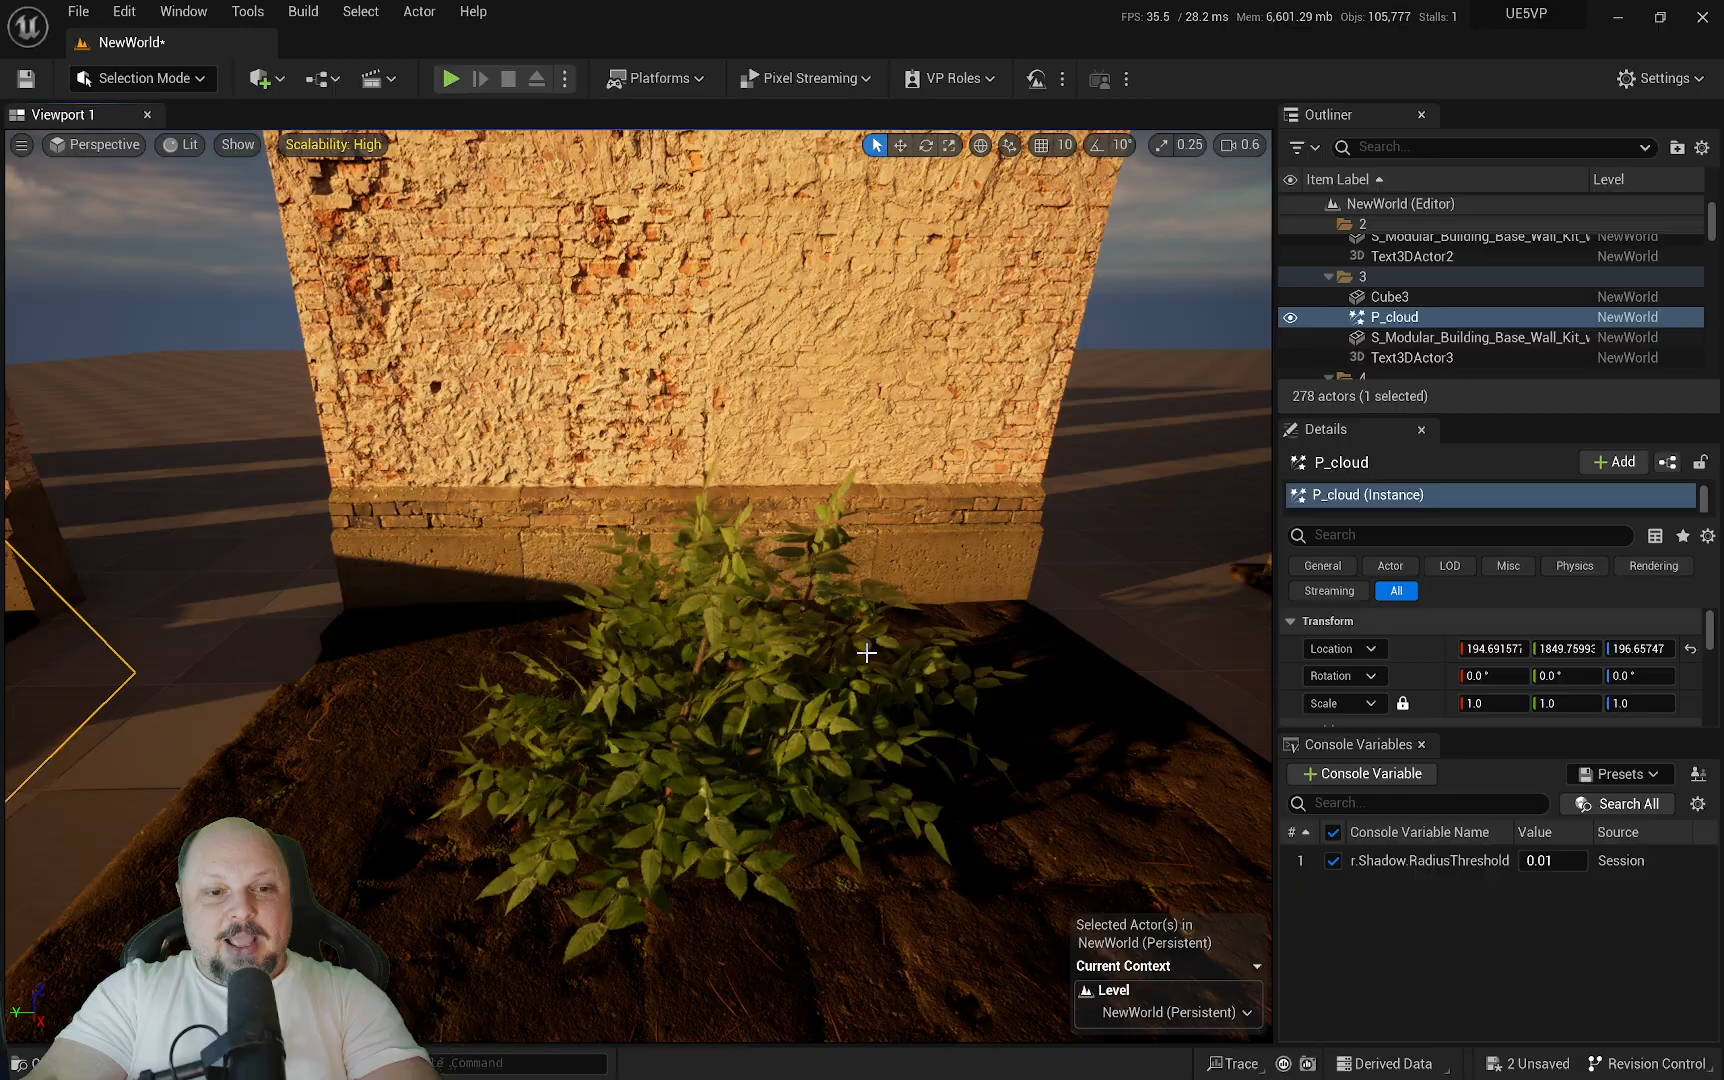 File Edit Window Tools Build Select Actor Help
FPS: 35.5 / 28.2 ms Mem: 6,601.29 mb Objs: 105,777 Stalls: 1 UE5VP
NewWorld*
Selection Mode Platforms Pixel Streaming VP Roles Settings
Viewport 1
Perspective Lit Show Scalability: High 10 10° 0.25 0.6
Outliner
Search...
Item Label Level
NewWorld (Editor)
2
S_Modular_Building_Base_Wall_Kit_ NewWorld
Text3DActor2 NewWorld
3
Cube3 NewWorld
P_cloud NewWorld
S_Modular_Building_Base_Wall_Kit_ NewWorld
Text3DActor3 NewWorld
4
278 actors (1 selected)
Details
P_cloud Add
P_cloud (Instance)
Search
General Actor LOD Misc Physics Rendering
Streaming All
Transform
Location 194.691577 1849.75993 196.65747
Rotation 0.0° 0.0° 0.0°
Scale 1.0 1.0 1.0
Console Variables
Console Variable Presets
Search... Search All
# Console Variable Name Value Source
1 r.Shadow.RadiusThreshold 0.01 Session
Selected Actor(s) in
NewWorld (Persistent)
Current Context
Level
NewWorld (Persistent)
Z
Y
X
Command
Trace Derived Data 2 Unsaved Revision Control